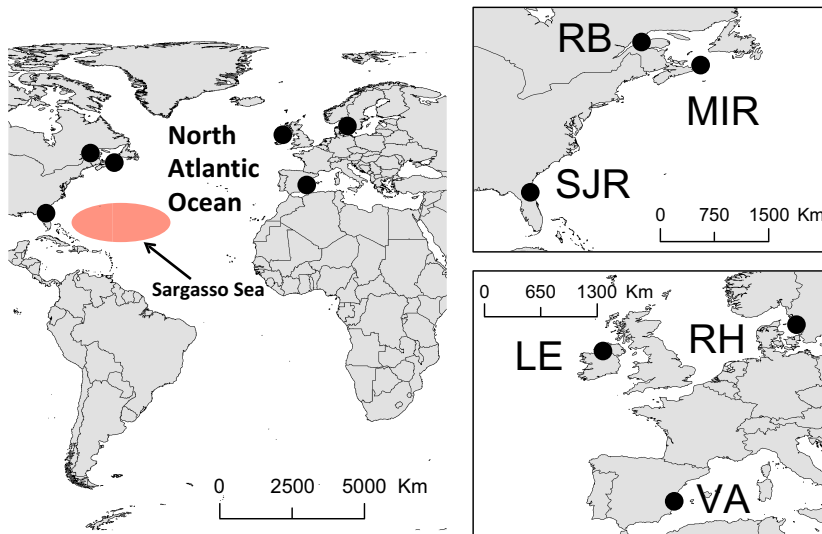 North
Atlantic
Ocean
Sargasso Sea
0 2500 5000 Km
RB
MIR
SJR
0 750 1500 Km
0 650 1300 Km
LE
RH
VA